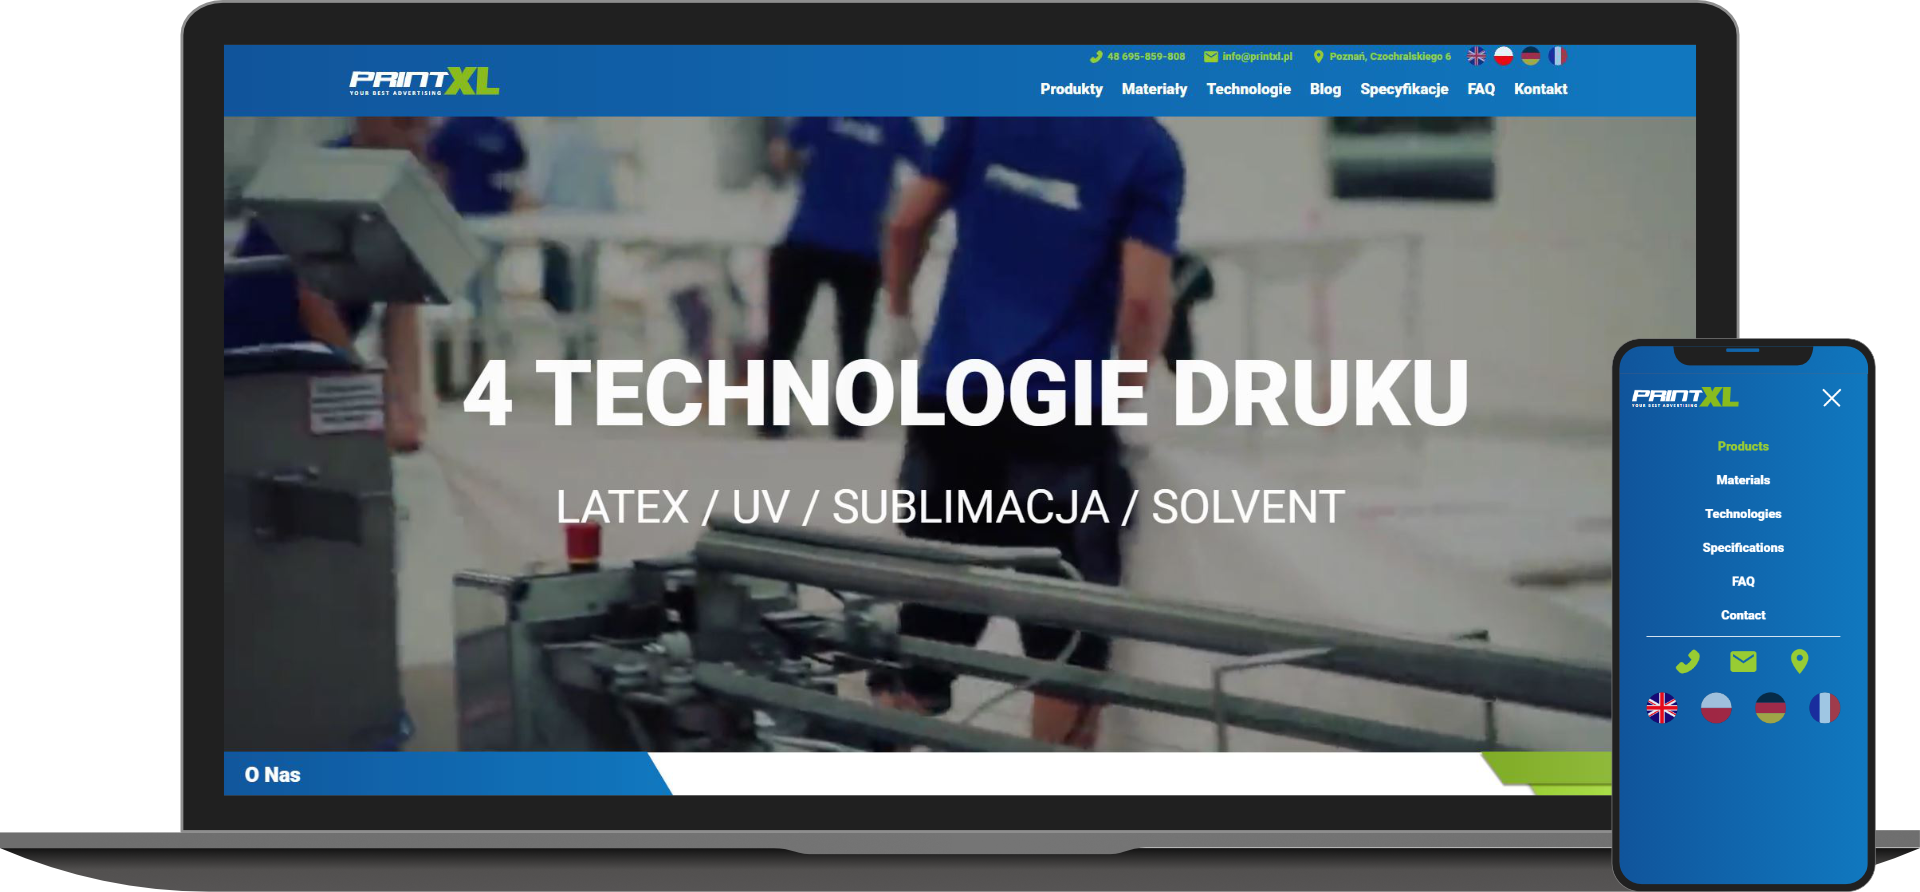 48 695-859-808 info@printxl.pl Poznań, Czochralskiego 6
PRINTXL
YOUR BEST ADVERTISING
Produkty Materiały Technologie Blog Specyfikacje FAQ Kontakt
4 TECHNOLOGIE DRUKU
LATEX / UV / SUBLIMACJA / SOLVENT
O Nas
PRINTXL
YOUR BEST ADVERTISING
Products
Materials
Technologies
Specifications
FAQ
Contact